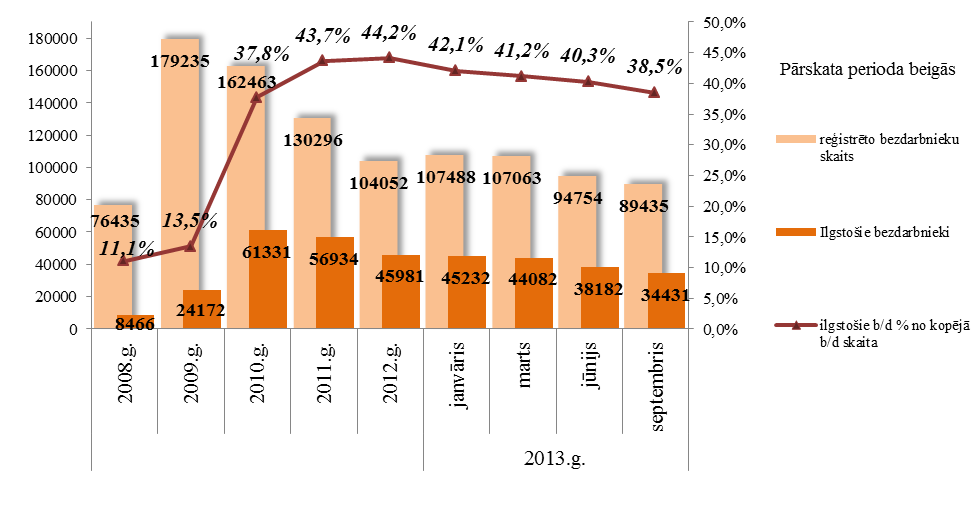 180000
160000
140000
120000
100000
80000
60000
40000
20000
0
50,0%
45,0%
40,0%
35,0%
30,0%
25,0%
20,0%
15,0%
10,0%
5,0%
0,0%
11,1% 13,5% 37,8% 43,7% 44,2% 42,1% 41,2% 40,3% 38,5%
76435 179235 162463 130296 104052 107488 107063 94754 89435
8466 24172 61331 56934 45981 45232 44082 38182 34431
2008.g. 2009.g. 2010.g. 2011.g. 2012.g. janvāris marts jūnijs septembris
2013.g.
Pārskata perioda beigās
reģistrēto bezdarbnieku
skaits
Ilgstošie bezdarbnieki
ilgstošie b/d % no kopējā
b/d skaita